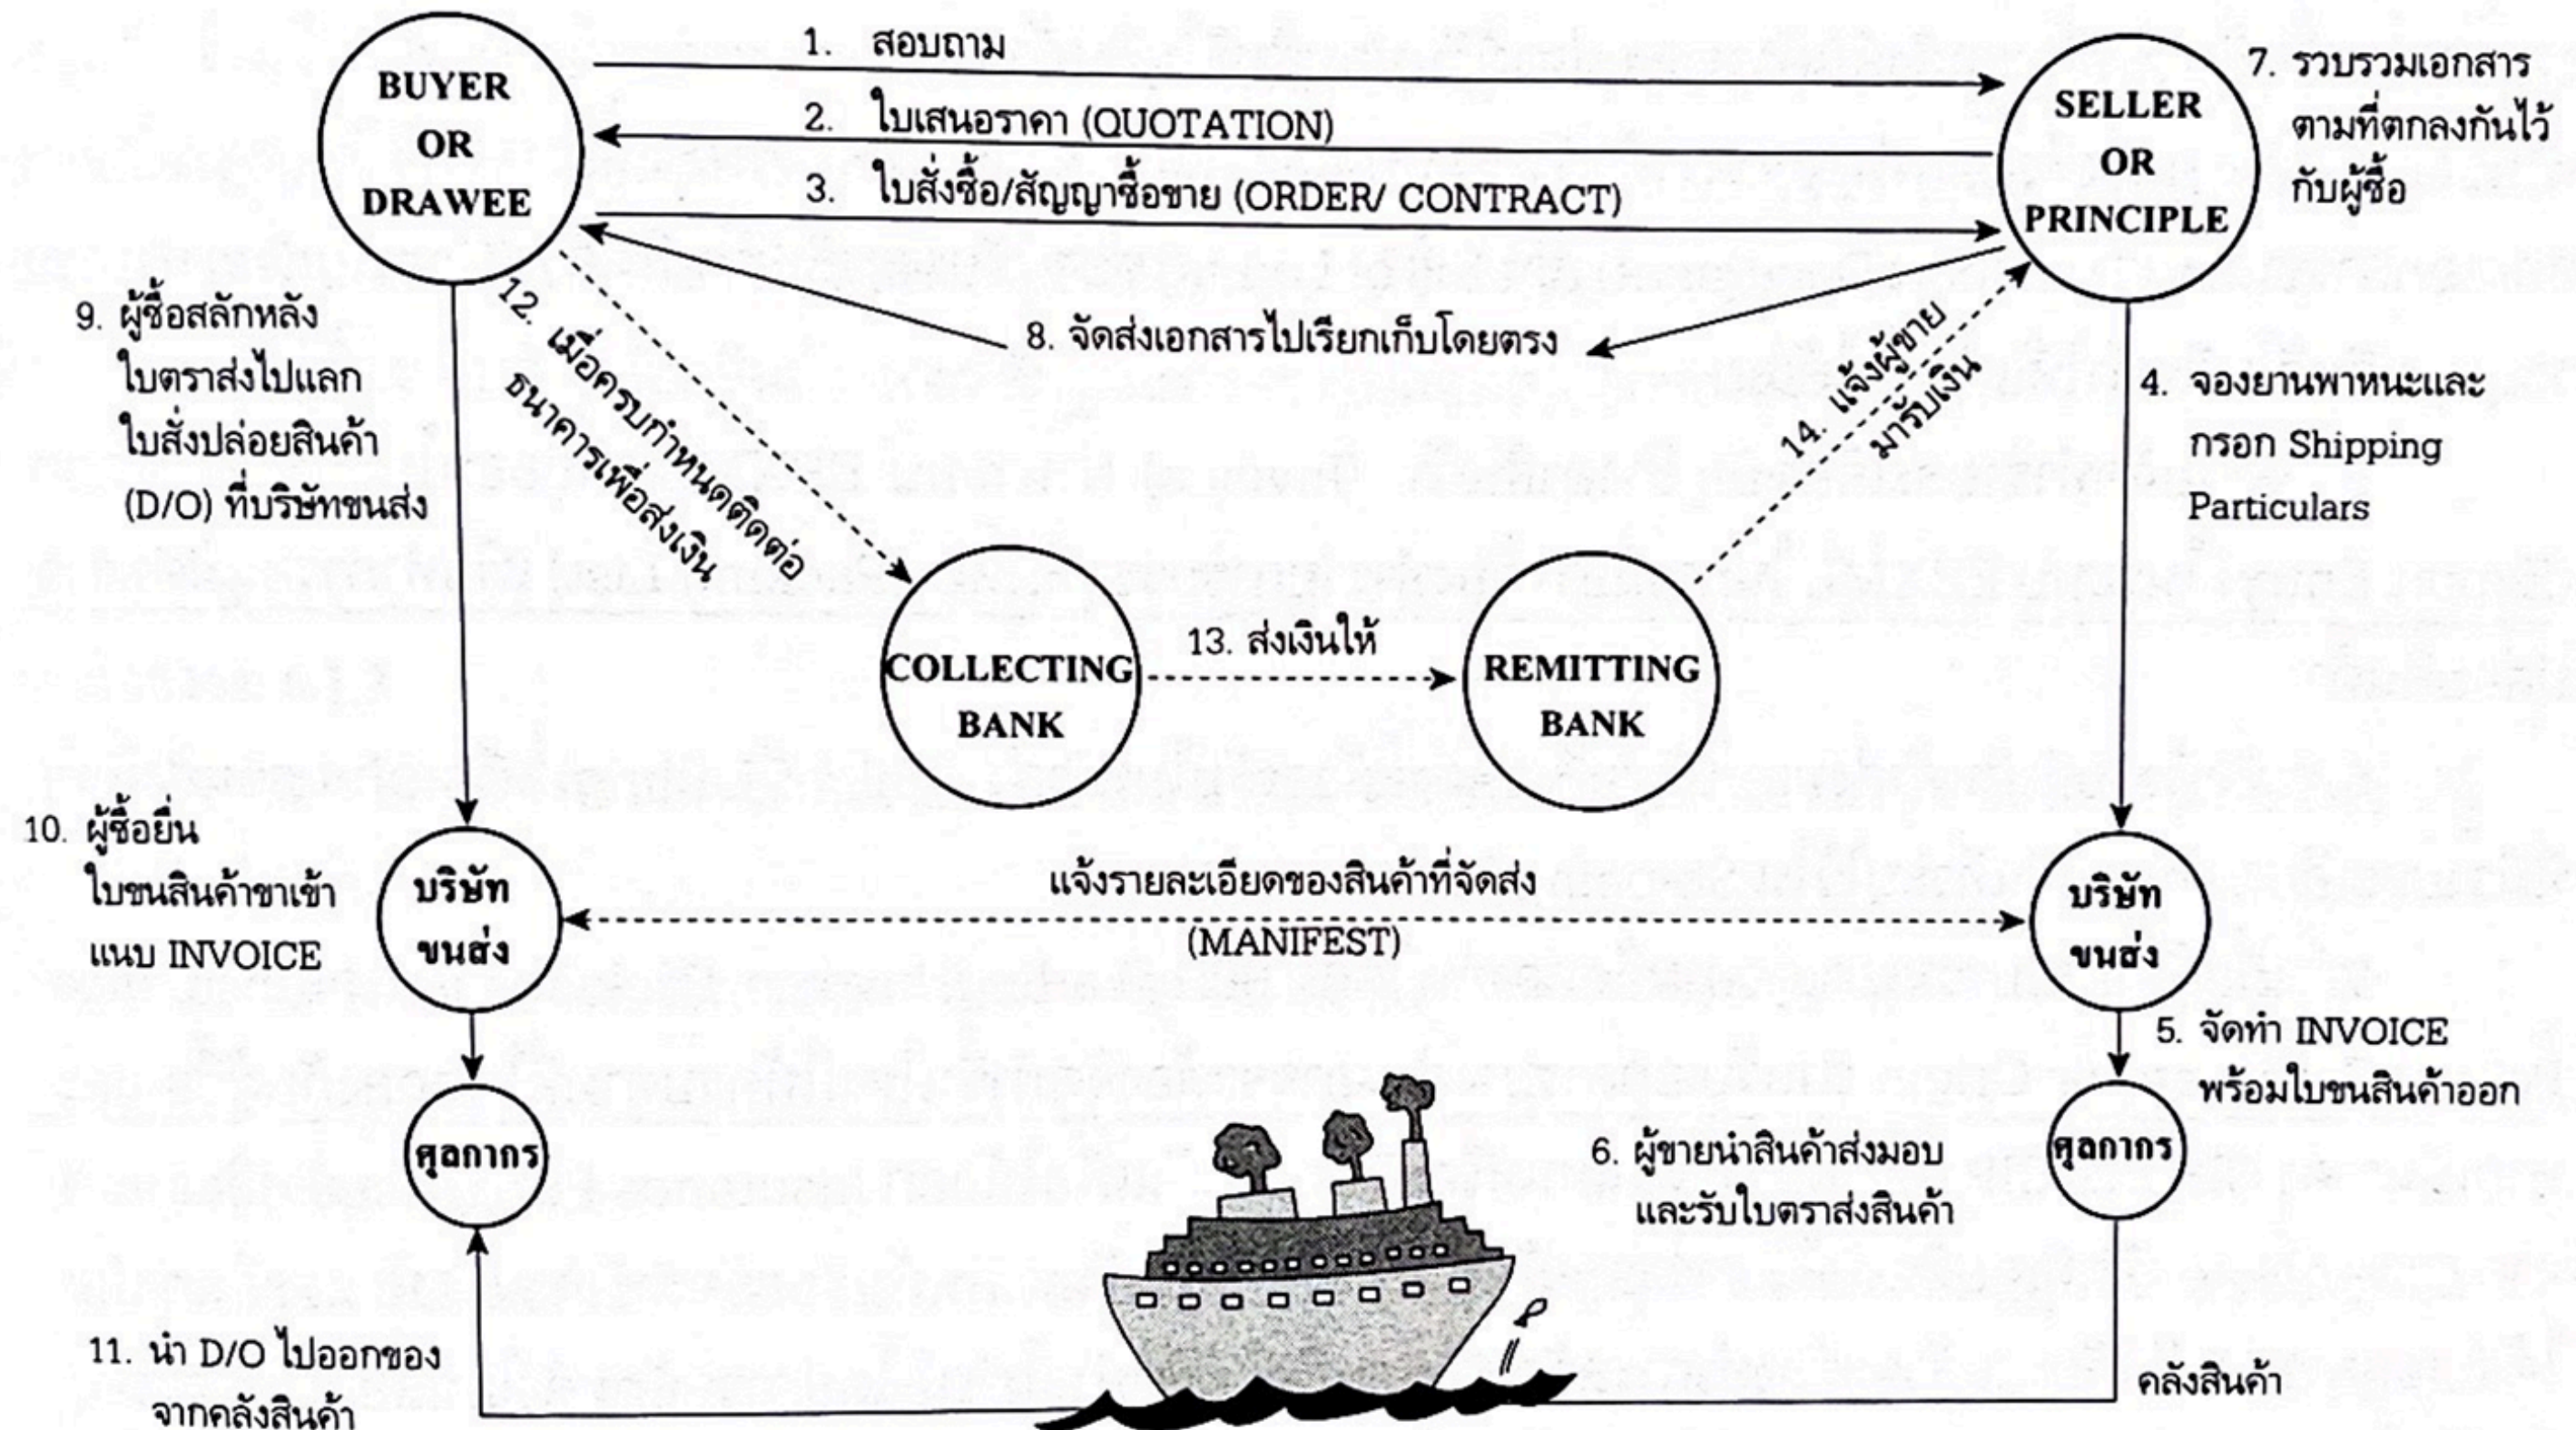 BUYER
OR
DRAWEE
1. สอบถาม
2. ใบเสนอราคา (QUOTATION)
3. ใบสั่งซื้อ/สัญญาซื้อขาย (ORDER/ CONTRACT)
SELLER
OR
PRINCIPLE
7. รวบรวมเอกสาร
ตามที่ตกลงกันไว้
กับผู้ซื้อ
8. จัดส่งเอกสารไปเรียกเก็บโดยตรง
9. ผู้ซื้อสลักหลัง
ใบตราส่งไปแลก
ใบสั่งปล่อยสินค้า
(D/O) ที่บริษัทขนส่ง
12. เมื่อครบกำหนดติดต่อ
ธนาคารเพื่อส่งเงิน
14. แจ้งผู้ขาย
มารับเงิน
4. จองยานพาหนะและ
กรอก Shipping
Particulars
COLLECTING
BANK
13. ส่งเงินให้
REMITTING
BANK
10. ผู้ซื้อยื่น
ใบขนสินค้าขาเข้า
แนบ INVOICE
บริษัท
ขนส่ง
แจ้งรายละเอียดของสินค้าที่จัดส่ง
(MANIFEST)
บริษัท
ขนส่ง
5. จัดทำ INVOICE
พร้อมใบขนสินค้าออก
ศุลกากร
6. ผู้ขายนำสินค้าส่งมอบ
และรับใบตราส่งสินค้า
ศุลกากร
11. นำ D/O ไปออกของ
จากคลังสินค้า
คลังสินค้า